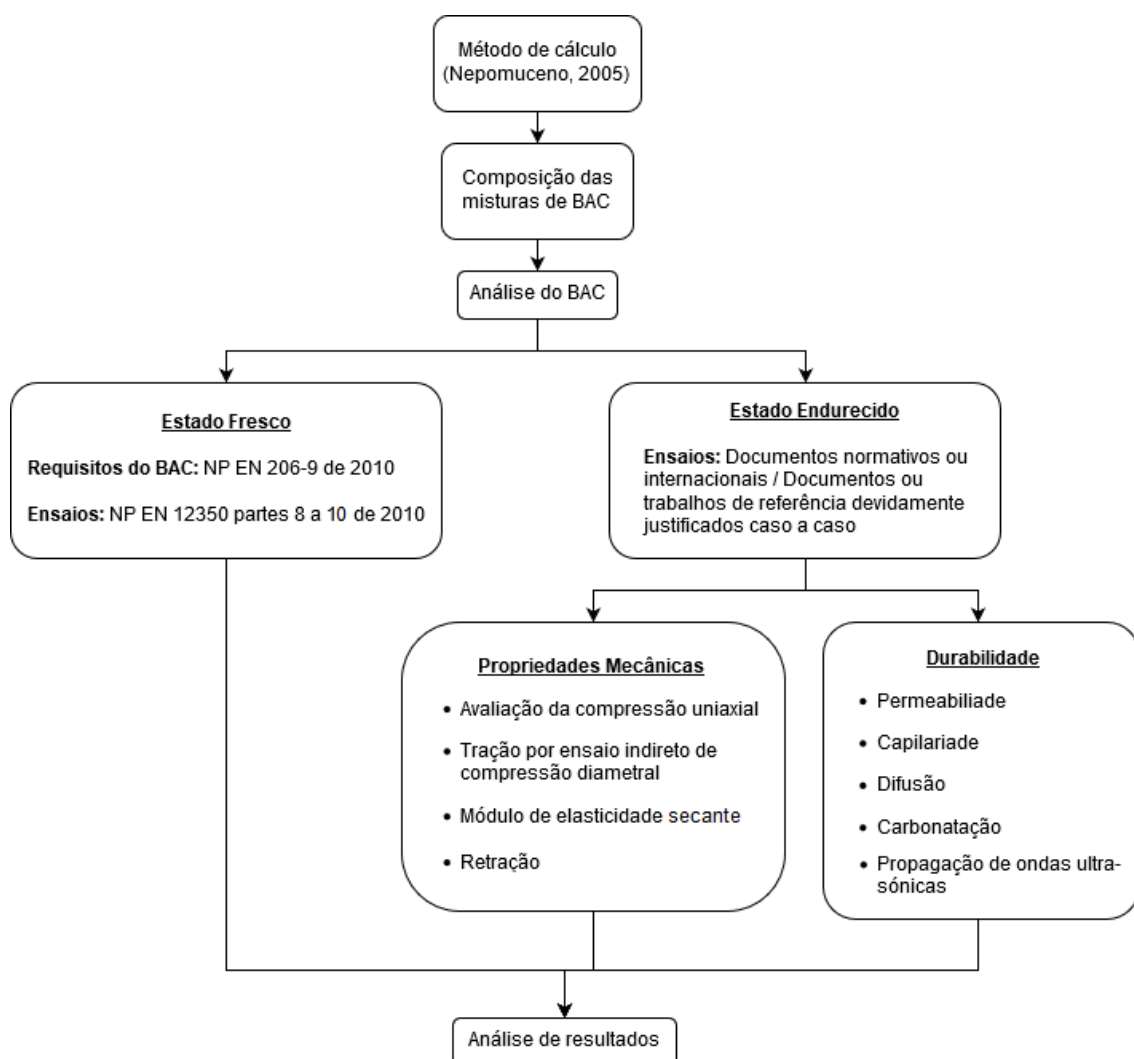 Método de cálculo
(Nepomuceno, 2005)
Composição das
misturas de BAC
Análise do BAC
Estado Fresco
Requisitos do BAC: NP EN 206-9 de 2010
Ensaios: NP EN 12350 partes 8 a 10 de 2010
Estado Endurecido
Ensaios: Documentos normativos ou
internacionais / Documentos ou
trabalhos de referência devidamente
justificados caso a caso
Propriedades Mecânicas
• Avaliação da compressão uniaxial
• Tração por ensaio indireto de
compressão diametral
• Módulo de elasticidade secante
• Retração
Durabilidade
• Permeabiliade
• Capilariade
• Difusão
• Carbonatação
• Propagação de ondas ultra-
sónicas
Análise de resultados